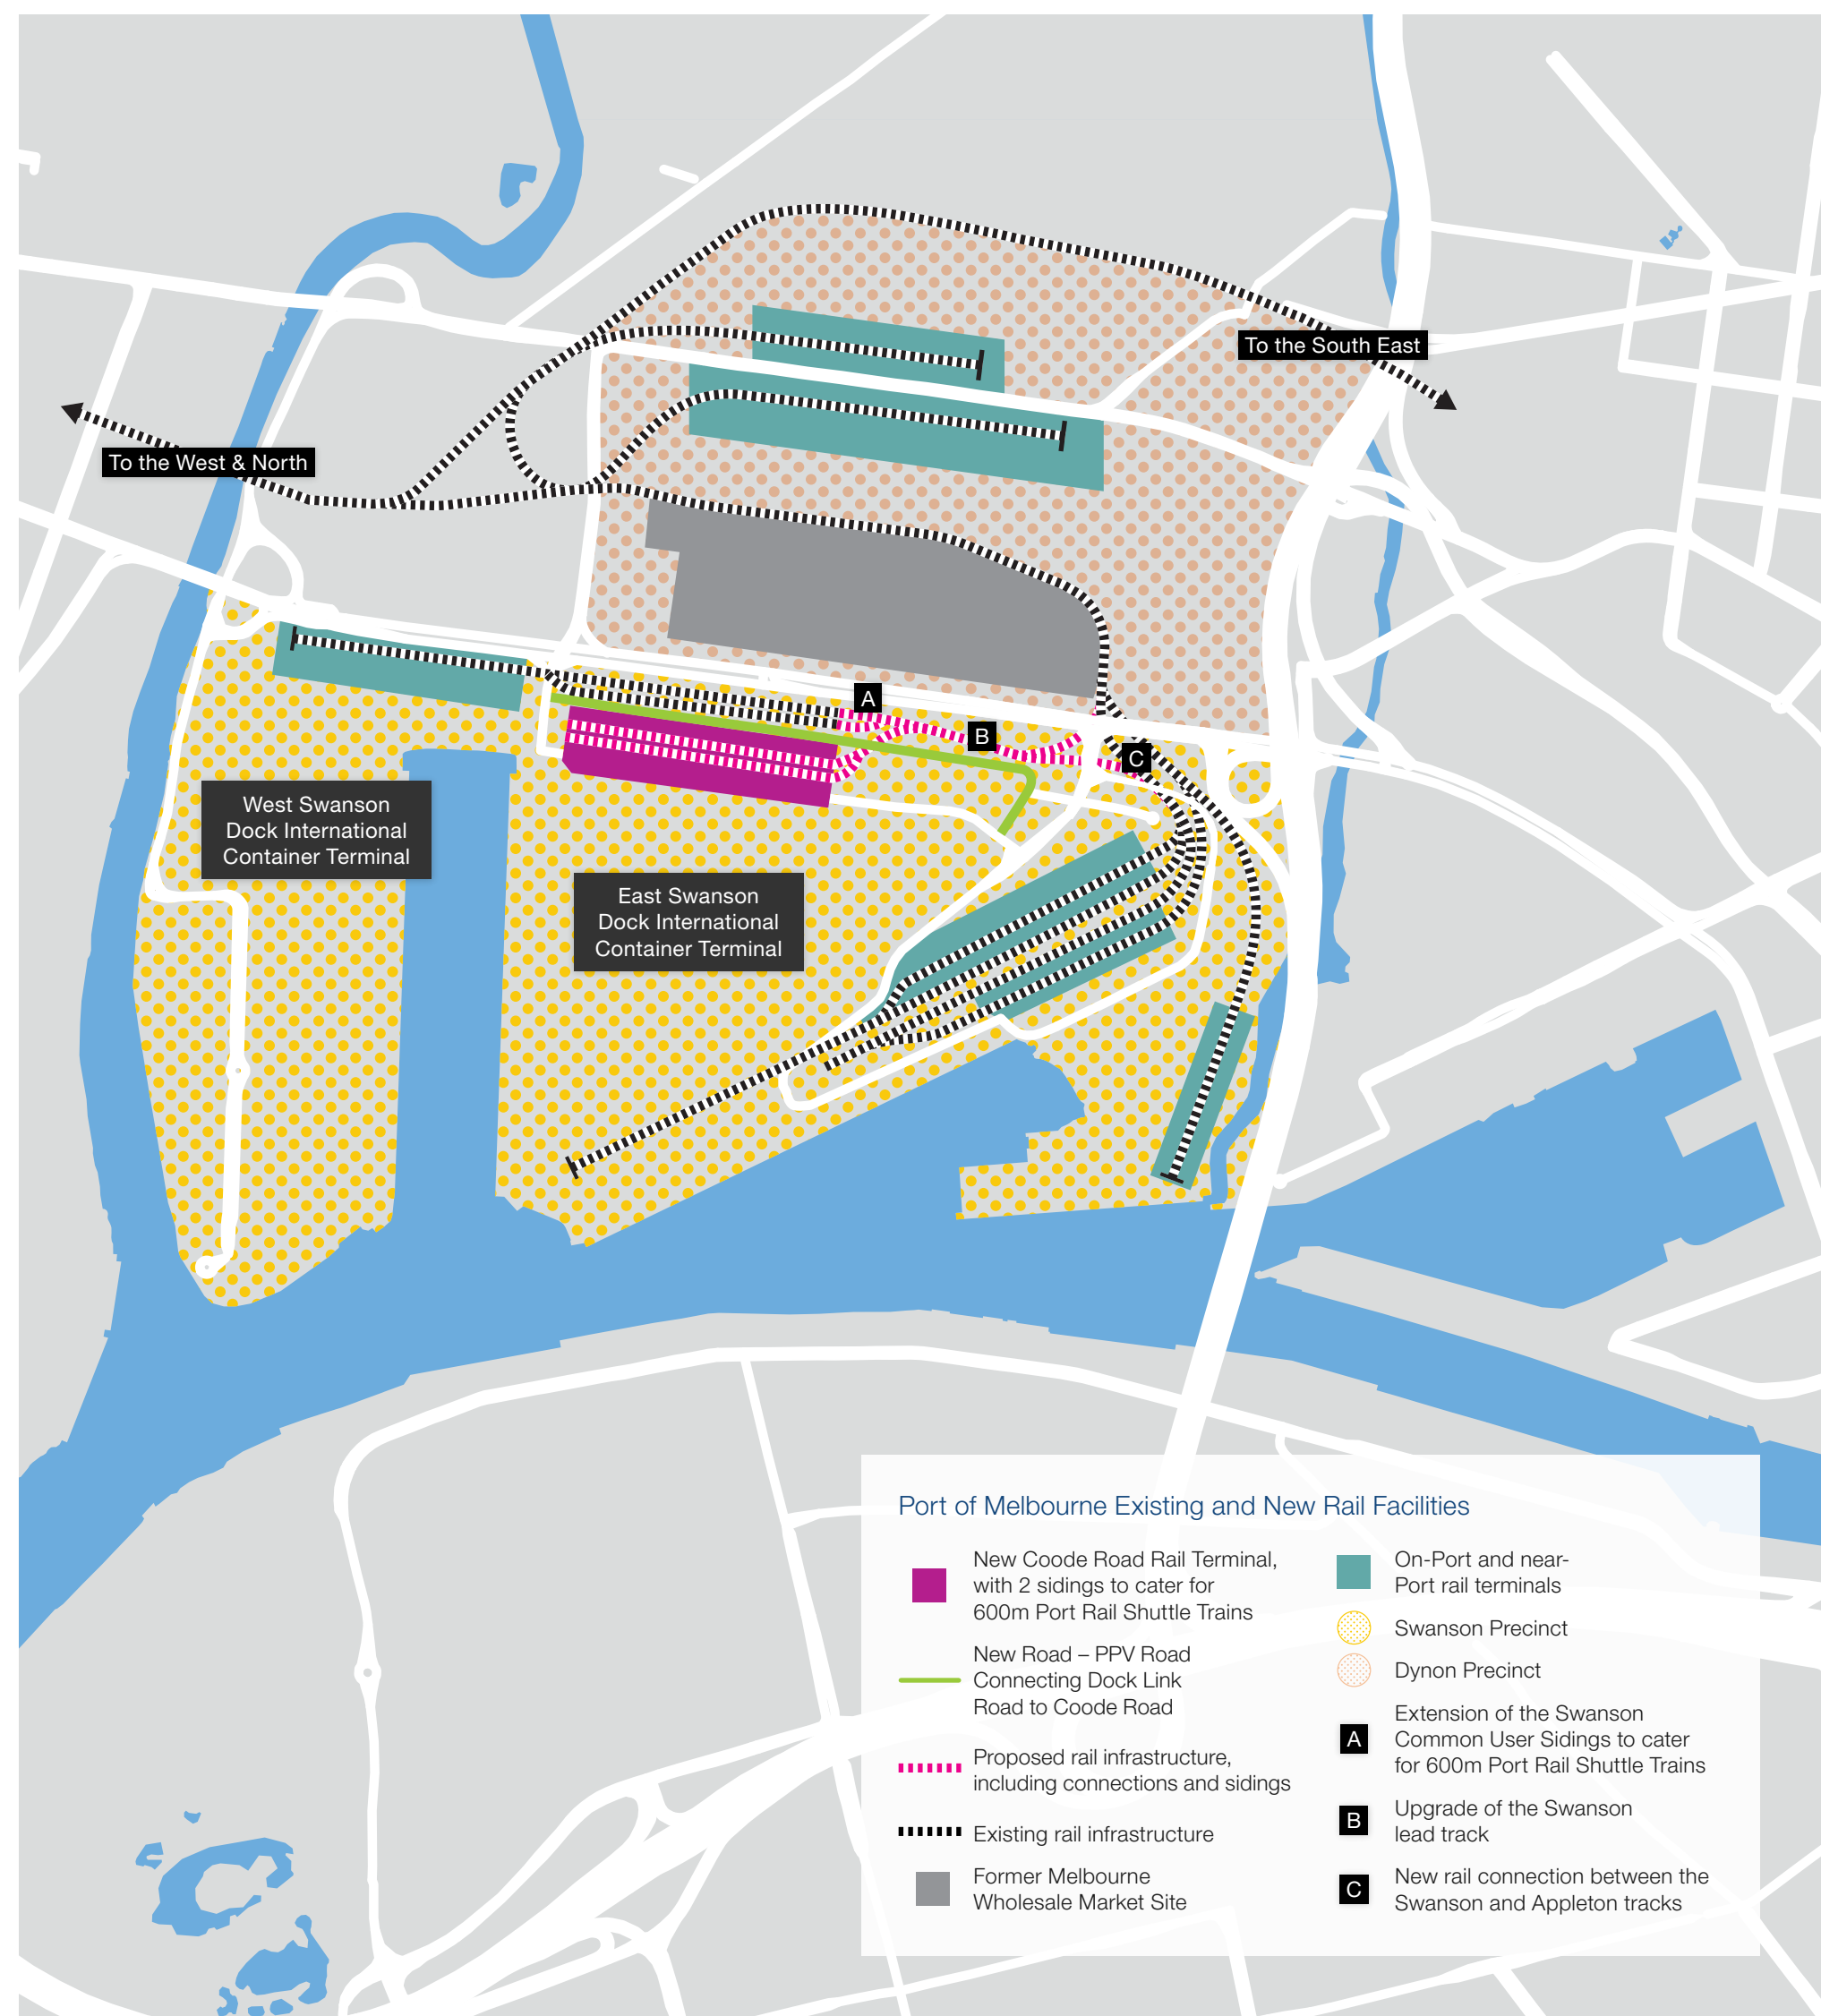 To the South East
To the West & North
A
B
C
West Swanson
Dock International
Container Terminal
East Swanson
Dock International
Container Terminal
Port of Melbourne Existing and New Rail Facilities
New Coode Road Rail Terminal,
with 2 sidings to cater for
600m Port Rail Shuttle Trains
New Road – PPV Road
Connecting Dock Link
Road to Coode Road
Proposed rail infrastructure,
including connections and sidings
Existing rail infrastructure
Former Melbourne
Wholesale Market Site
On-Port and near-
Port rail terminals
Swanson Precinct
Dynon Precinct
A
Extension of the Swanson
Common User Sidings to cater
for 600m Port Rail Shuttle Trains
B
Upgrade of the Swanson
lead track
C
New rail connection between the
Swanson and Appleton tracks